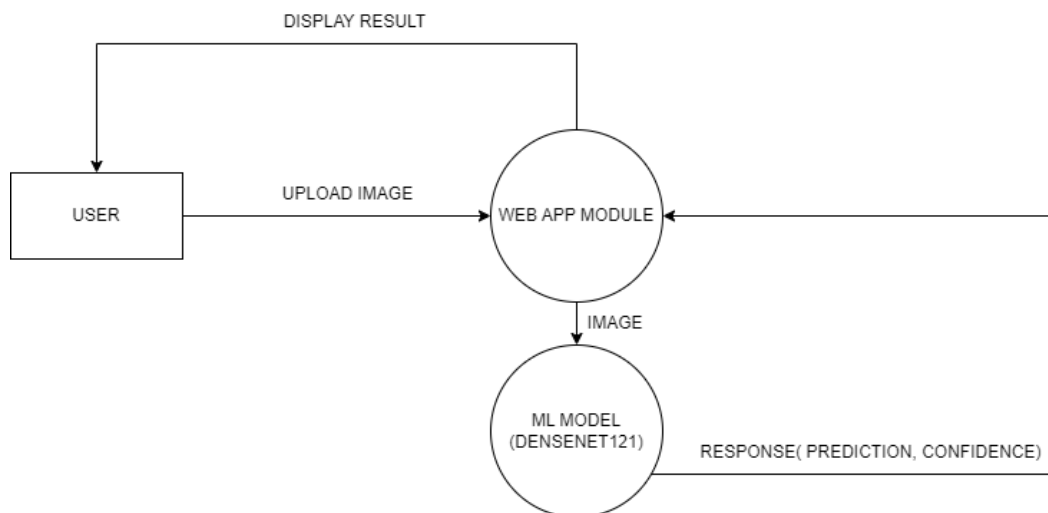 DISPLAY RESULT
USER
UPLOAD IMAGE
WEB APP MODULE
IMAGE
ML MODEL
(DENSENET121)
RESPONSE( PREDICTION, CONFIDENCE)